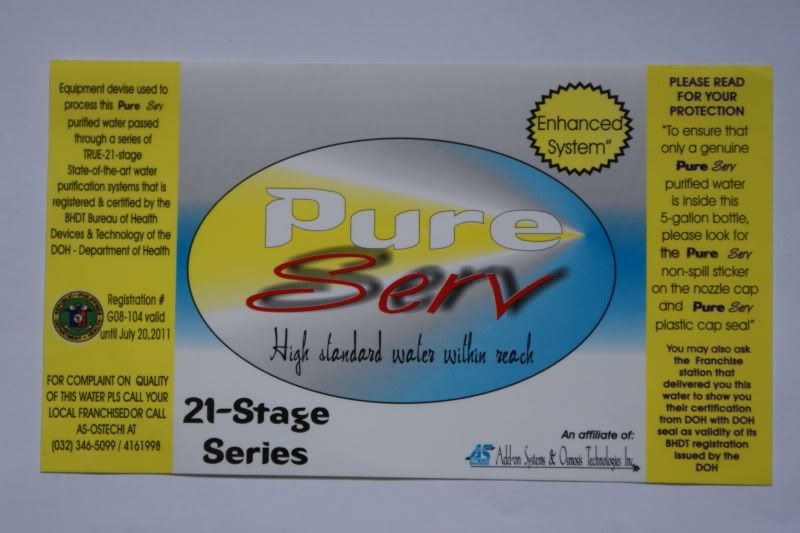 Equipment devise used to
process this Pure Serv
purified water passed
through a series of
TRUE-21-stage
State-of-the-art water
purification systems that is
registered & certified by the
BHDT Bureau of Health
Devices & Technology of the
DOH - Department of Health
Registration #
G08-104 valid
until July 20,2011
FOR COMPLAINT ON QUALITY
OF THIS WATER PLS CALL YOUR
LOCAL FRANCHISED OR CALL
AS-OSTECHI AT
(032) 346-5099 / 4161998
Enhanced
System"
Pure
Serv
High standard water within reach
21-Stage
Series
An affiliate of:
AS Add-on Systems & Osmosis Technologies Inc.
PLEASE READ
FOR YOUR
PROTECTION
"To ensure that
only a genuine
Pure Serv
purified water
is inside this
5-gallon bottle,
please look for
the Pure Serv
non-spill sticker
on the nozzle cap
and Pure Serv
plastic cap seal"
You may also ask
the Franchise
station that
delivered you this
water to show you
their certification
from DOH with DOH
seal as validity of its
BHDT registration
issued by the
DOH